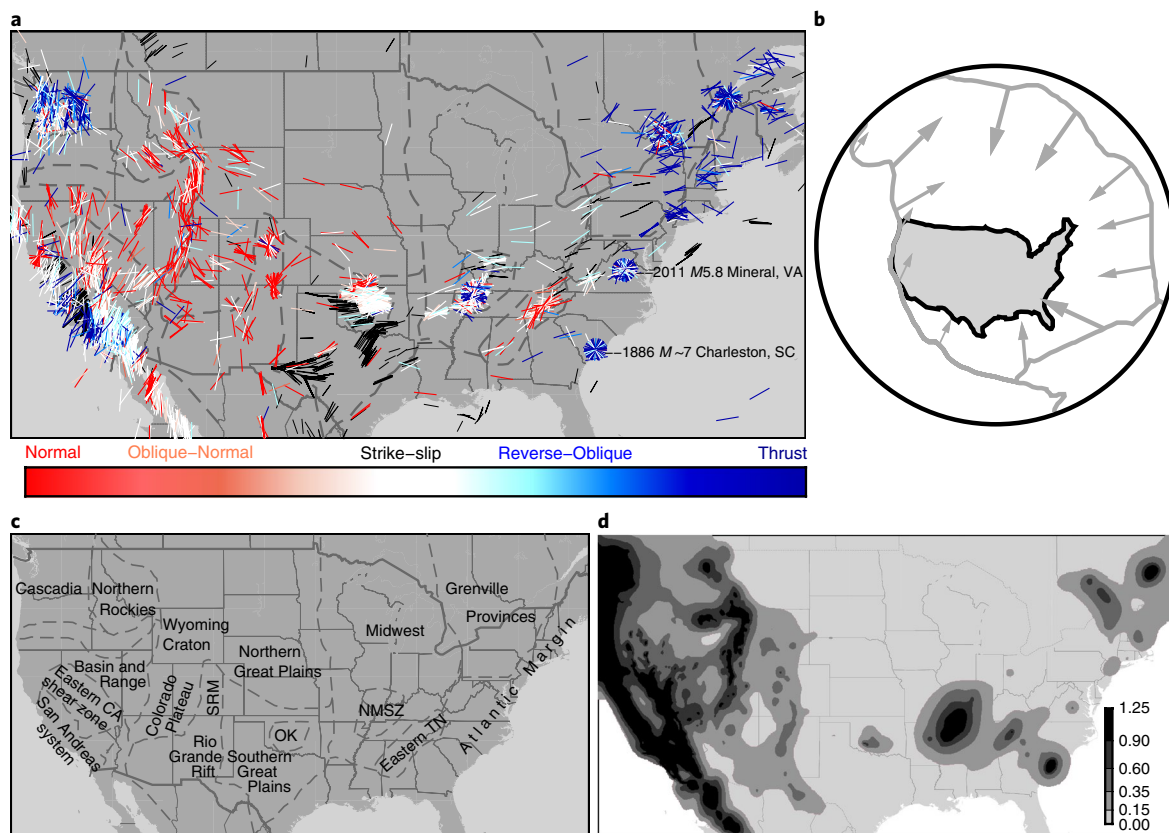 a
b
2011 M5.8 Mineral, VA
1886 M ~7 Charleston, SC
Normal
Oblique–Normal
Strike–slip
Reverse–Oblique
Thrust
c
d
Cascadia
Northern
Rockies
Wyoming
Craton
Grenville
Provinces
Midwest
Northern
Great Plains
Basin and
Range
Eastern CA
shear zone
San Andreas
system
Colorado
Plateau
SRM
NMSZ
OK
Eastern TN
Atlantic Margin
Rio
Grande
Rift
Southern
Great
Plains
1.25
0.90
0.60
0.35
0.15
0.00